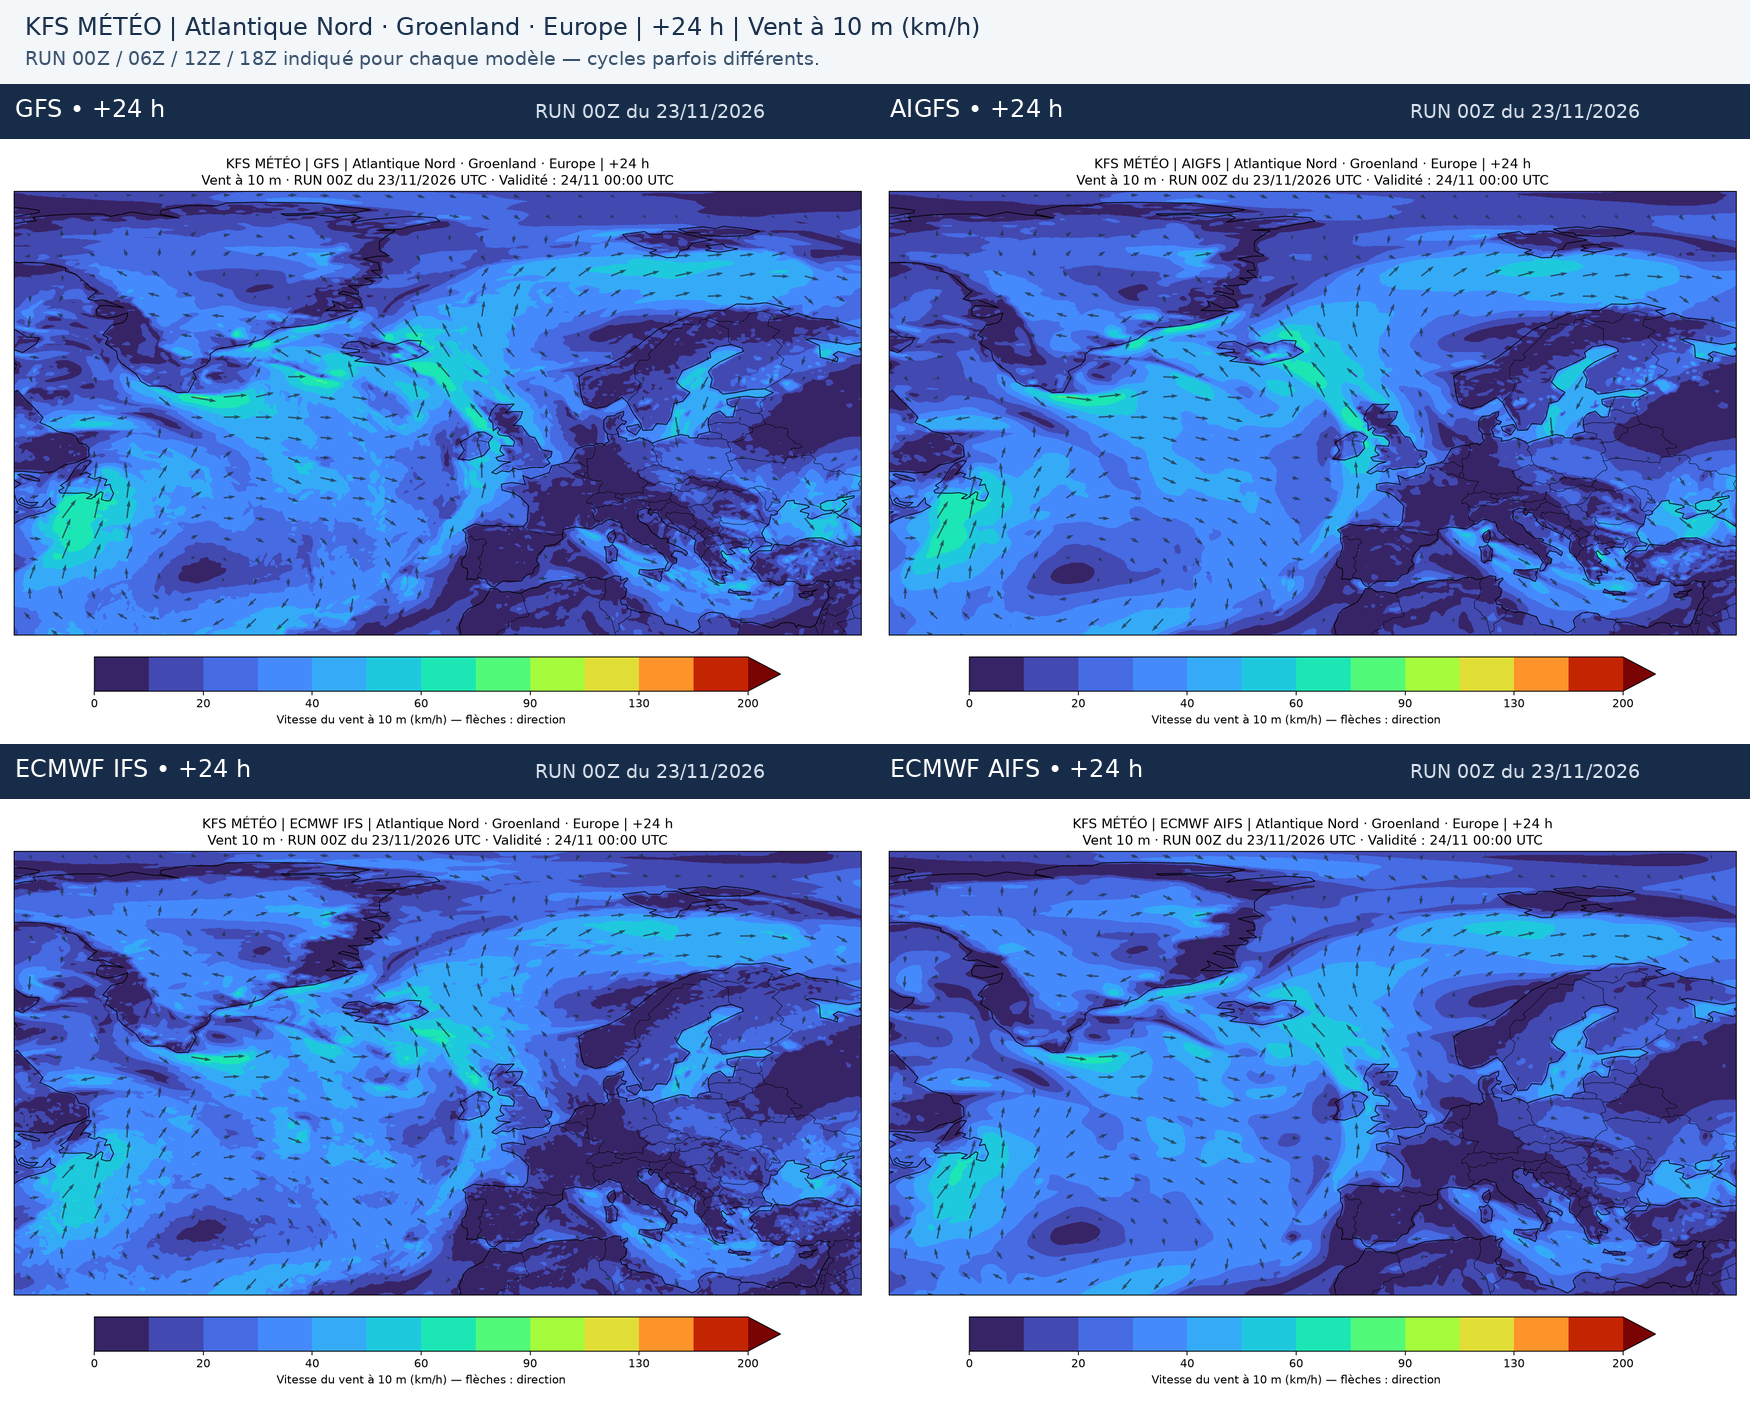 KFS MÉTÉO | Atlantique Nord · Groenland · Europe | +24 h | Vent à 10 m (km/h)
RUN 00Z / 06Z / 12Z / 18Z indiqué pour chaque modèle — cycles parfois différents.
GFS • +24 h
RUN 00Z du 23/11/2026
KFS MÉTÉO | GFS | Atlantique Nord · Groenland · Europe | +24 h
Vent à 10 m · RUN 00Z du 23/11/2026 UTC · Validité : 24/11 00:00 UTC
0 20 40 60 90 130 200
Vitesse du vent à 10 m (km/h) — flèches : direction
AIGFS • +24 h
RUN 00Z du 23/11/2026
KFS MÉTÉO | AIGFS | Atlantique Nord · Groenland · Europe | +24 h
Vent à 10 m · RUN 00Z du 23/11/2026 UTC · Validité : 24/11 00:00 UTC
0 20 40 60 90 130 200
Vitesse du vent à 10 m (km/h) — flèches : direction
ECMWF IFS • +24 h
RUN 00Z du 23/11/2026
KFS MÉTÉO | ECMWF IFS | Atlantique Nord · Groenland · Europe | +24 h
Vent 10 m · RUN 00Z du 23/11/2026 UTC · Validité : 24/11 00:00 UTC
0 20 40 60 90 130 200
Vitesse du vent à 10 m (km/h) — flèches : direction
ECMWF AIFS • +24 h
RUN 00Z du 23/11/2026
KFS MÉTÉO | ECMWF AIFS | Atlantique Nord · Groenland · Europe | +24 h
Vent 10 m · RUN 00Z du 23/11/2026 UTC · Validité : 24/11 00:00 UTC
0 20 40 60 90 130 200
Vitesse du vent à 10 m (km/h) — flèches : direction